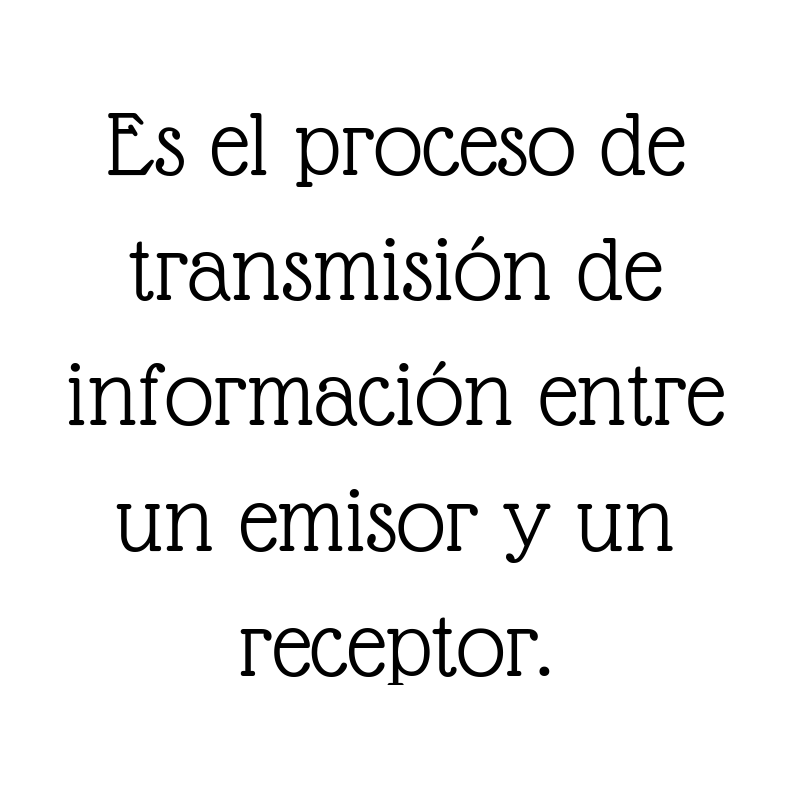 Es el proceso de
transmisión de
información entre
un emisor y un
receptor.